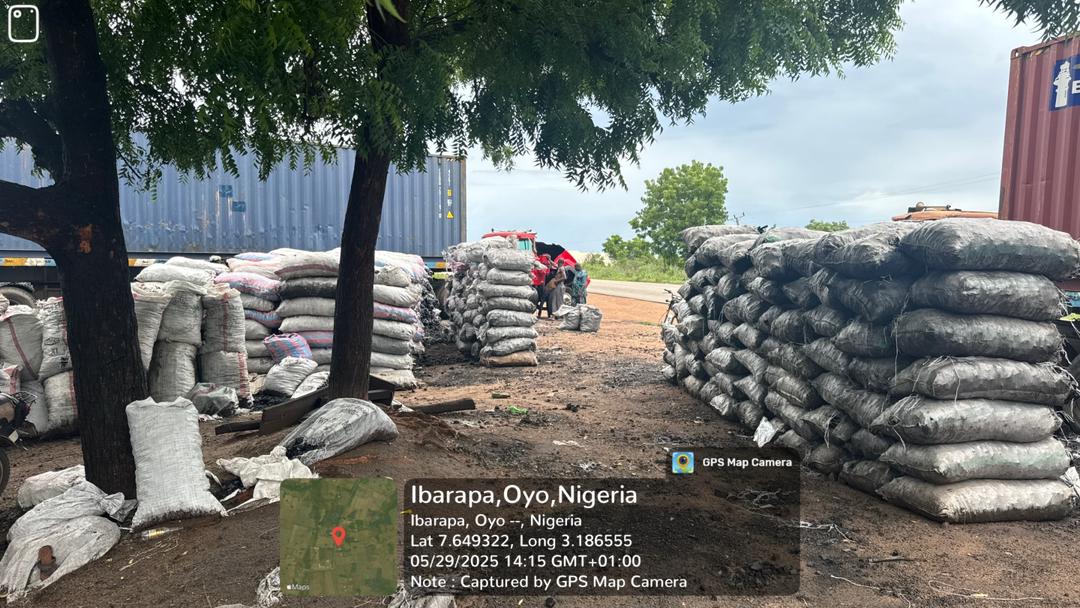 GPS Map Camera
Ibarapa,Oyo,Nigeria
Ibarapa, Oyo --, Nigeria
Lat 7.649322, Long 3.186555
05/29/2025 14:15 GMT+01:00
Note : Captured by GPS Map Camera
Maps